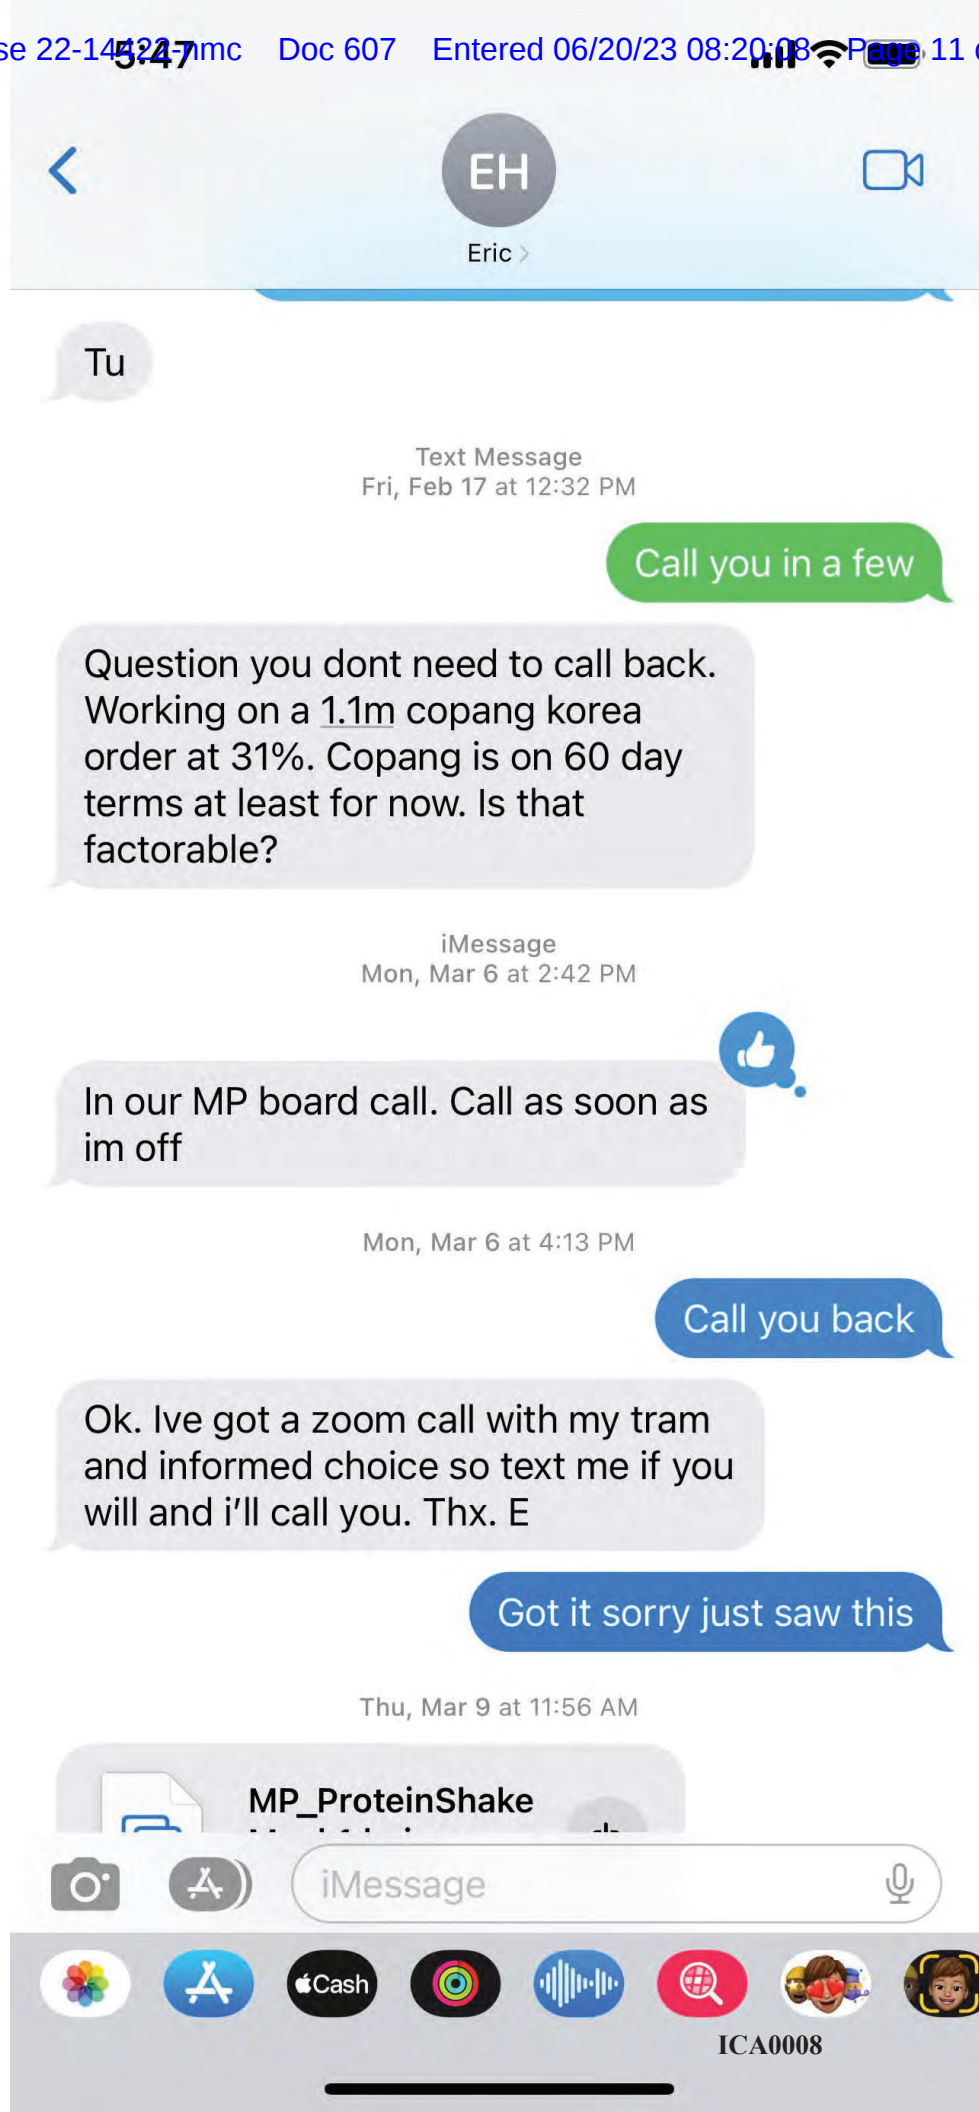 se 22-14422-nmc Doc 607 Entered 06/20/23 08:20:08 Page 11
5:47
EH
Eric
Tu
Text Message
Fri, Feb 17 at 12:32 PM
Call you in a few
Question you dont need to call back.
Working on a 1.1m copang korea
order at 31%. Copang is on 60 day
terms at least for now. Is that
factorable?
iMessage
Mon, Mar 6 at 2:42 PM
In our MP board call. Call as soon as
im off
Mon, Mar 6 at 4:13 PM
Call you back
Ok. Ive got a zoom call with my tram
and informed choice so text me if you
will and i’ll call you. Thx. E
Got it sorry just saw this
Thu, Mar 9 at 11:56 AM
MP_ProteinShake
iMessage
Cash
ICA0008